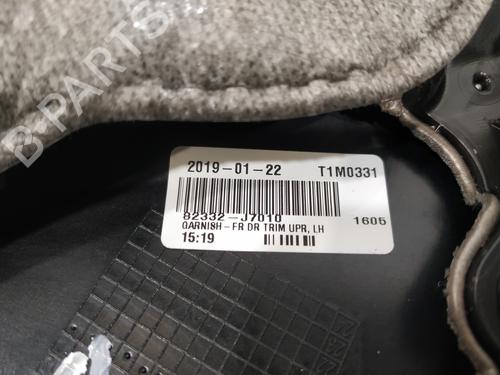 B-PARTS
2019-01-22 T1M0331
82332-J7010 1605
GARNISH-FR DR TRIM UPR, LH
15:19